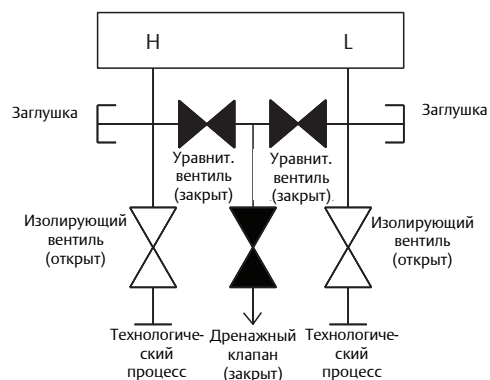 H
L
Заглушка
Заглушка
Уравнит.
вентиль
(закрыт)
Уравнит.
вентиль
(закрыт)
Изолирующий
вентиль
(открыт)
Изолирующий
вентиль
(открыт)
Технологиче-
ский
процесс
Дренажный
клапан
(закрыт)
Технологиче-
ский
процесс